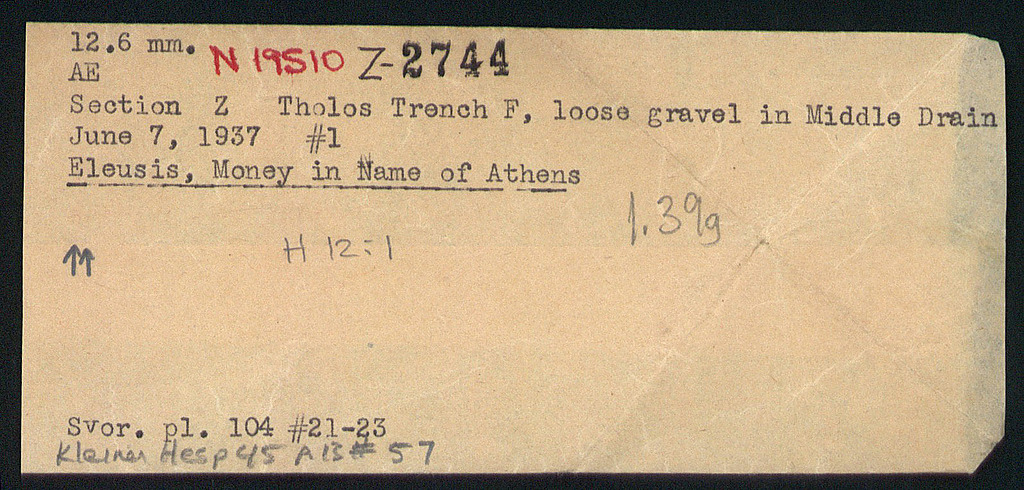 12.6 mm. N 19510 Z-2744
AE
Section Z Tholos Trench F, loose gravel in Middle Drain
June 7, 1937 #1
Eleusis, Money in Name of Athens
1.39g
↑↑ H 12:1
Svor. pl. 104 #21-23
Kleiner Hesp 45 A13 # 57